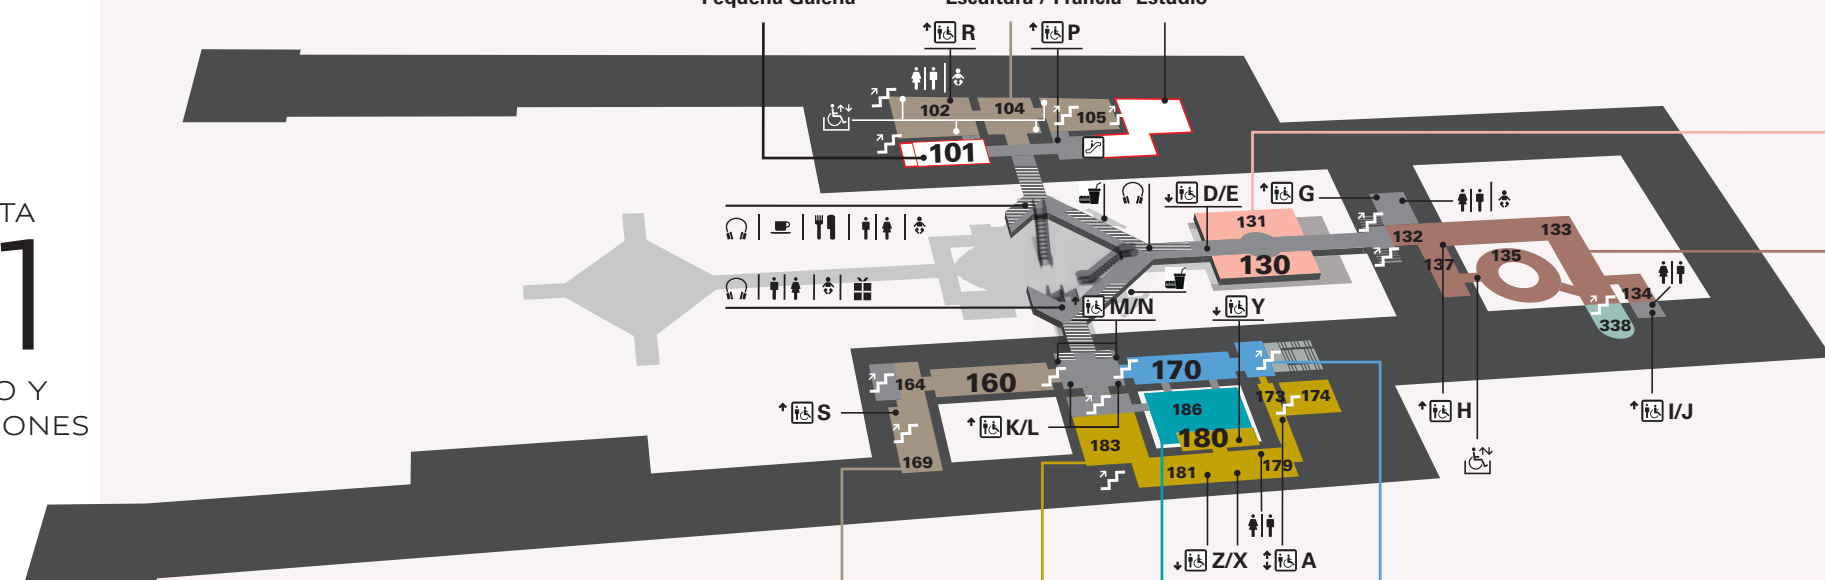 Pequeña Galería
Escultura / Francia
Estudio
R
P
102
104
105
101
D/E
G
131
130
132
133
137
135
134
338
TA
1
O Y
ONES
M/N
Y
170
160
164
186
173
174
180
183
181
179
169
S
K/L
H
I/J
Z/X
A